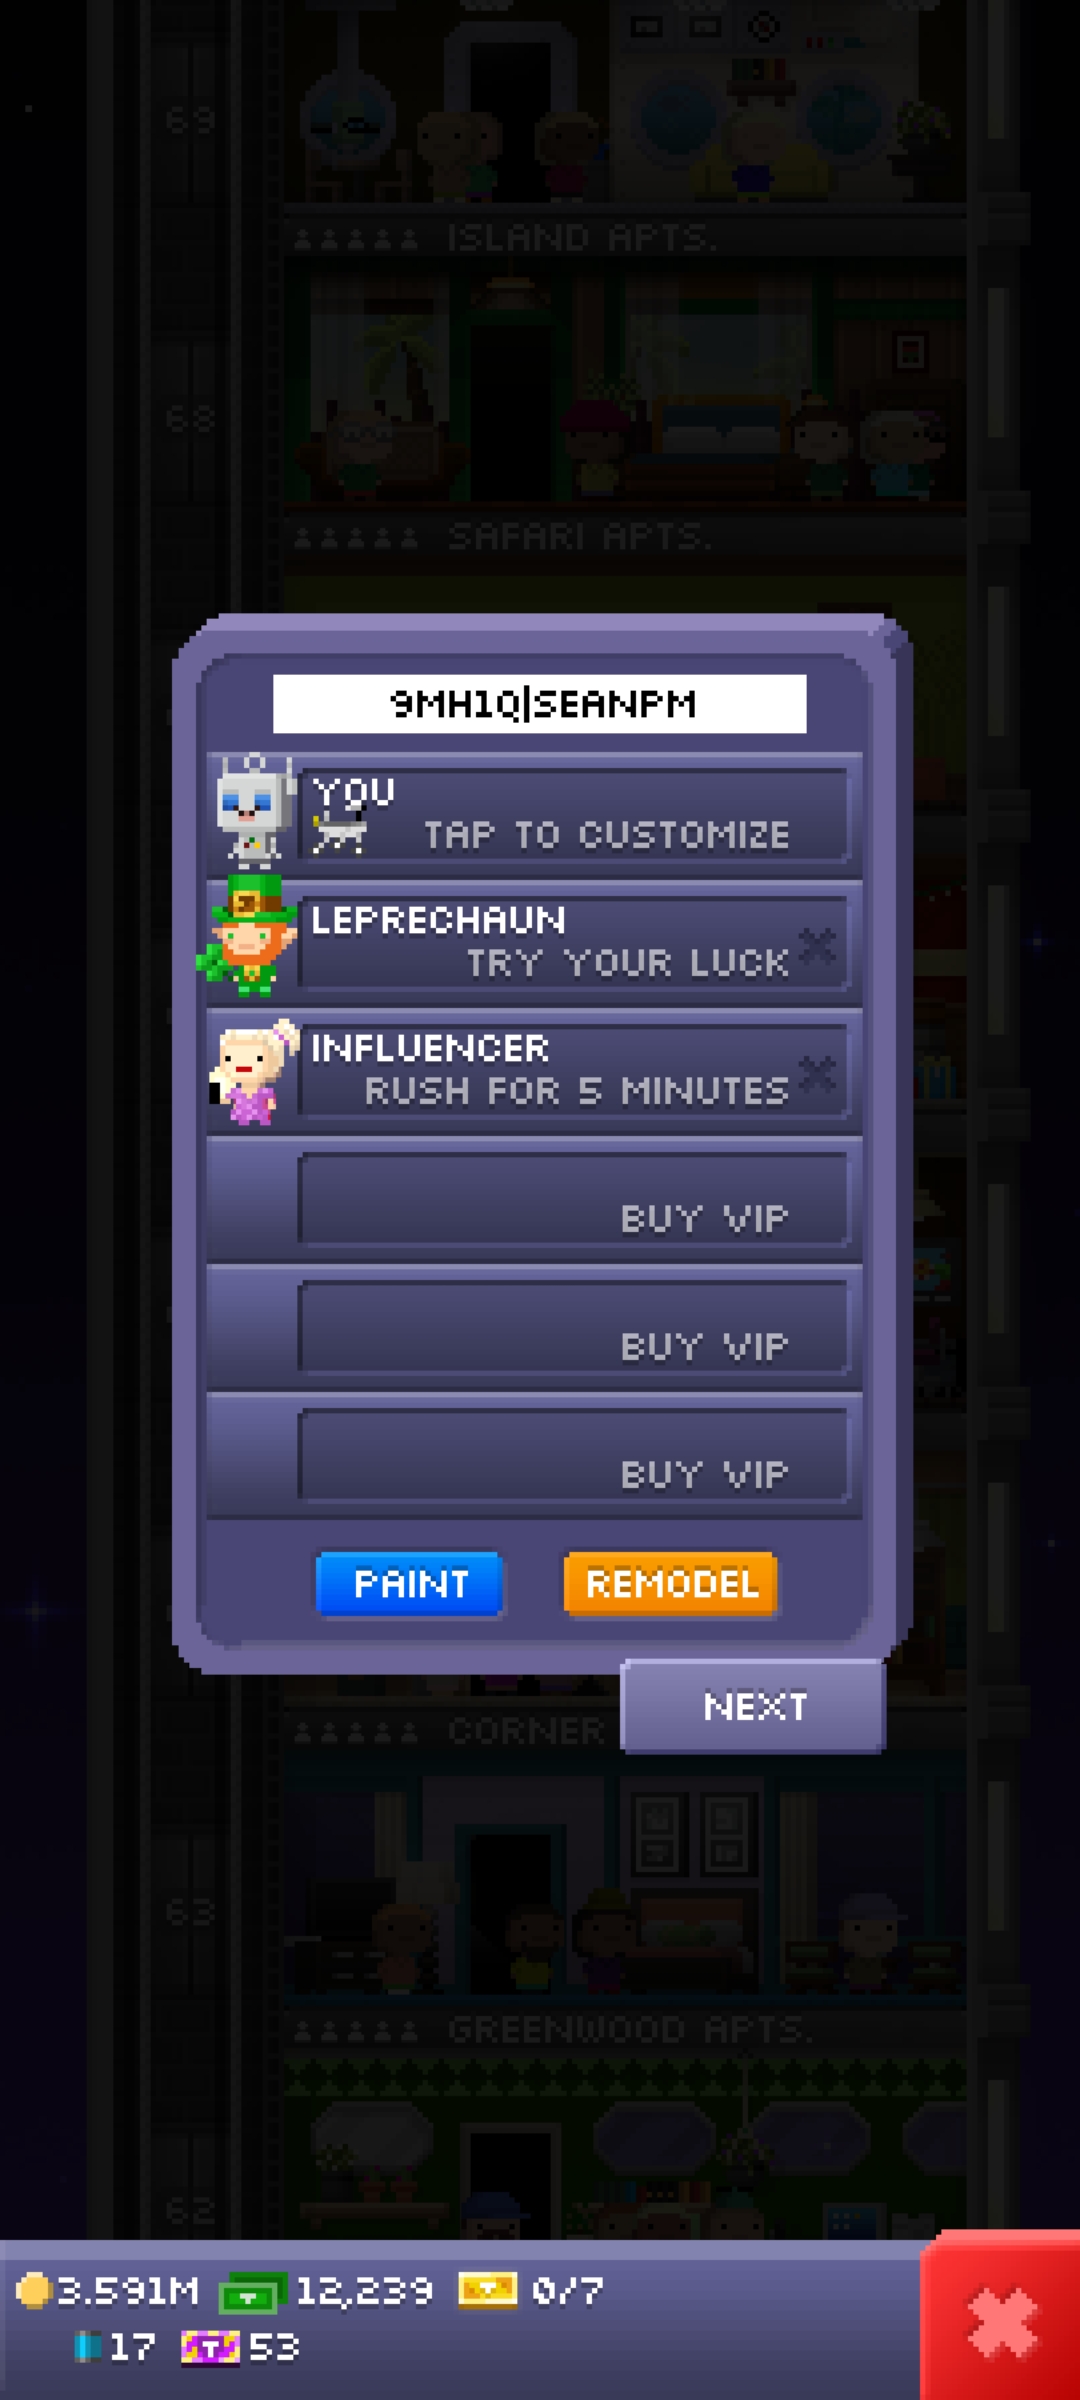 69
ISLAND APTS.
68
SAFARI APTS.
9MH1Q|SEANPM
YOU
TAP TO CUSTOMIZE
LEPRECHAUN
TRY YOUR LUCK
INFLUENCER
RUSH FOR 5 MINUTES
BUY VIP
BUY VIP
BUY VIP
PAINT
REMODEL
NEXT
CORNER
63
GREENWOOD APTS.
62
3.591M 12,239 0/7
17 T 53